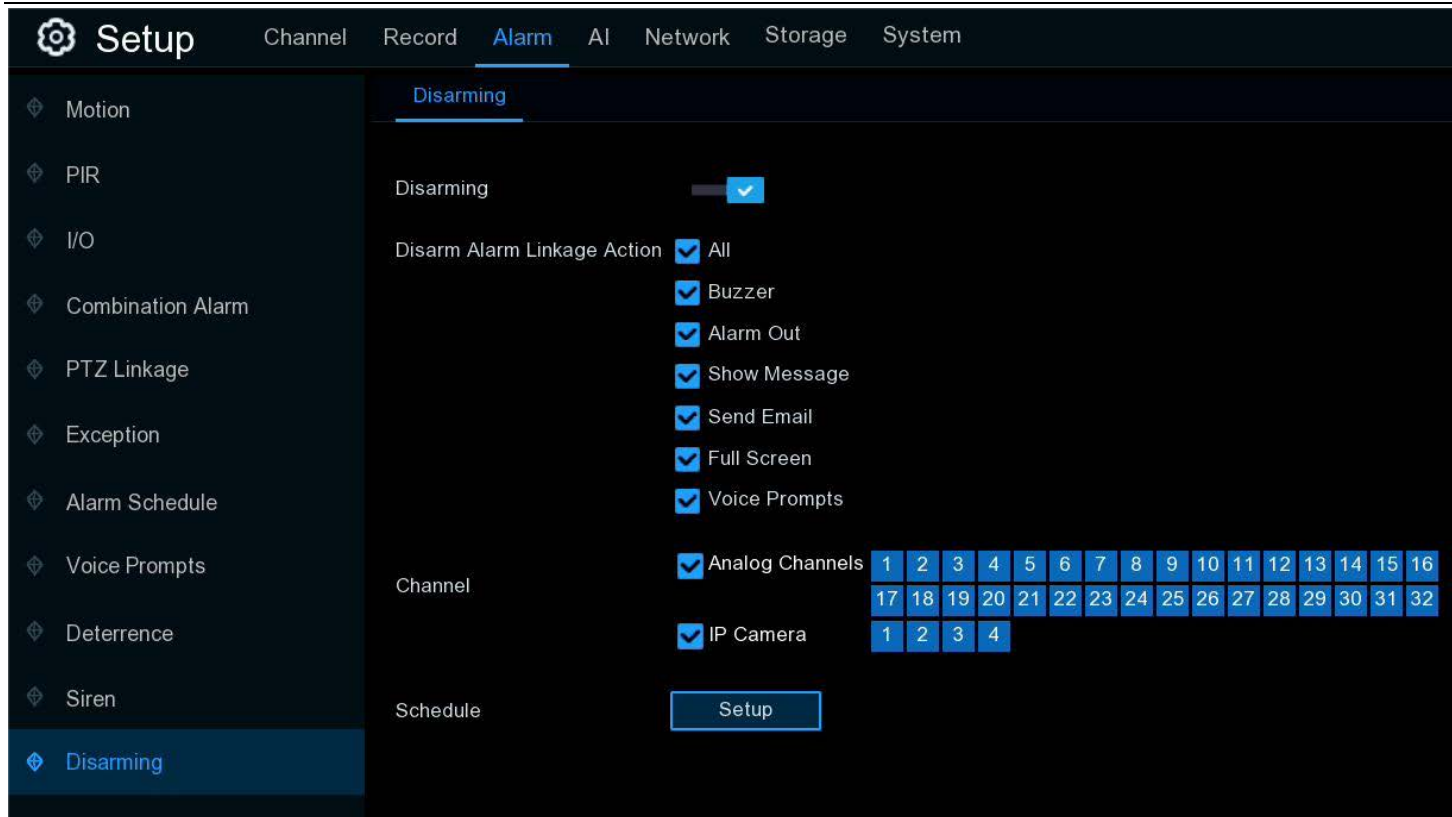 Setup Channel Record Alarm AI Network Storage System
Motion
PIR
I/O
Combination Alarm
PTZ Linkage
Exception
Alarm Schedule
Voice Prompts
Deterrence
Siren
Disarming
Disarming
Disarming
Disarm Alarm Linkage Action All
Buzzer
Alarm Out
Show Message
Send Email
Full Screen
Voice Prompts
Channel
Analog Channels 1 2 3 4 5 6 7 8 9 10 11 12 13 14 15 16
17 18 19 20 21 22 23 24 25 26 27 28 29 30 31 32
IP Camera 1 2 3 4
Schedule Setup